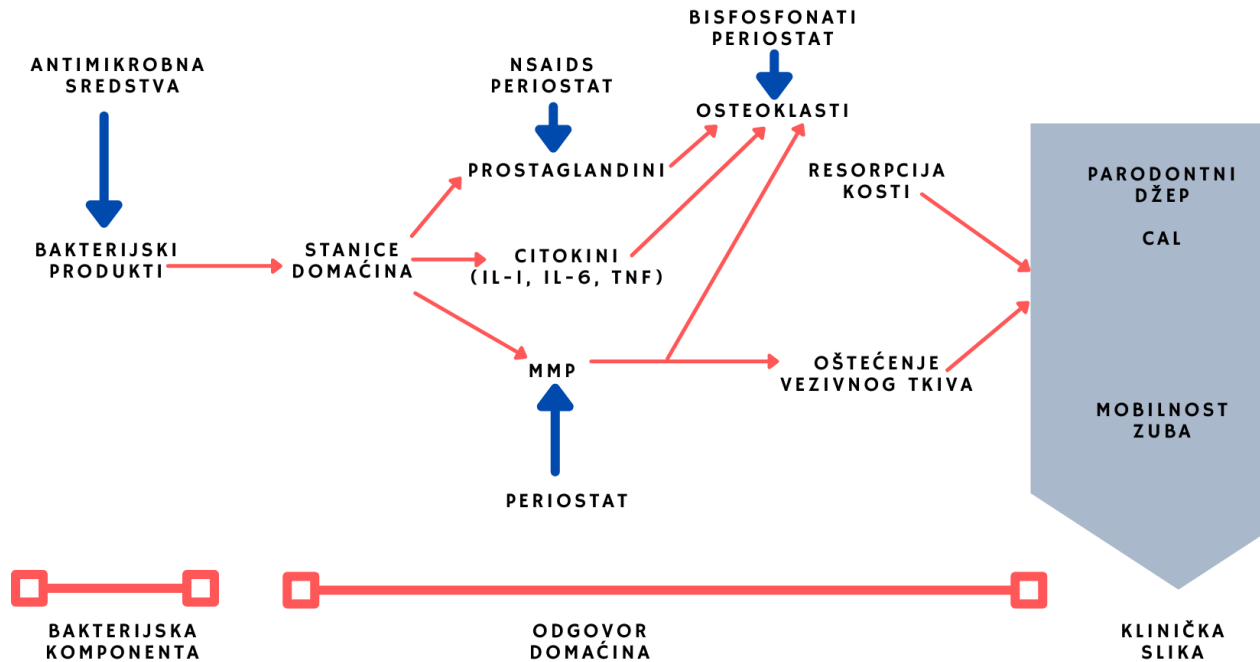 ANTIMIKROBNA
SREDSTVA
NSAIDS
PERIOSTAT
BISFOSFONATI
PERIOSTAT
OSTEOKLASTI
PROSTAGLANDINI
RESORPCIJA
KOSTI
BAKTERIJSKI
PRODUKTI
STANICE
DOMAĆINA
CITOKINI
(IL-1, IL-6, TNF)
MMP
OŠTEĆENJE
VEZIVNOG TKIVA
PERIOSTAT
PARODONTNI
DŽEP
CAL
MOBILNOST
ZUBA
BAKTERIJSKA
KOMPONENTA
ODGOVOR
DOMAĆINA
KLINIČKA
SLIKA